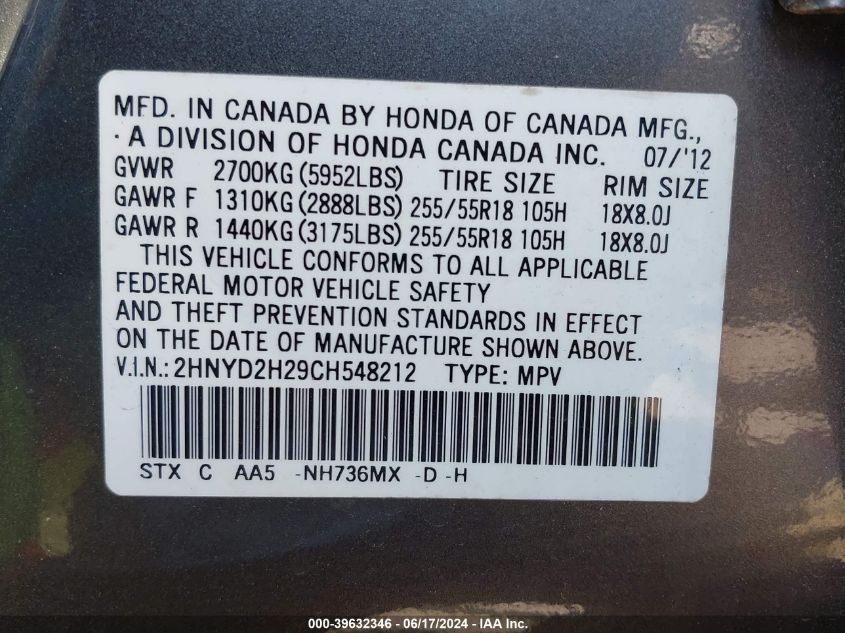 MFD. IN CANADA BY HONDA OF CANADA MFG.,
· A DIVISION OF HONDA CANADA INC. 07/'12
GVWR 2700KG (5952LBS) TIRE SIZE RIM SIZE
GAWR F 1310KG (2888LBS) 255/55R18 105H 18X8.0J
GAWR R 1440KG (3175LBS) 255/55R18 105H 18X8.0J
THIS VEHICLE CONFORMS TO ALL APPLICABLE
FEDERAL MOTOR VEHICLE SAFETY
AND THEFT PREVENTION STANDARDS IN EFFECT
ON THE DATE OF MANUFACTURE SHOWN ABOVE.
V.I.N.: 2HNYD2H29CH548212 TYPE: MPV
STX C AA5 -NH736MX -D -H
000-39632346 - 06/17/2024 - IAA, Inc.